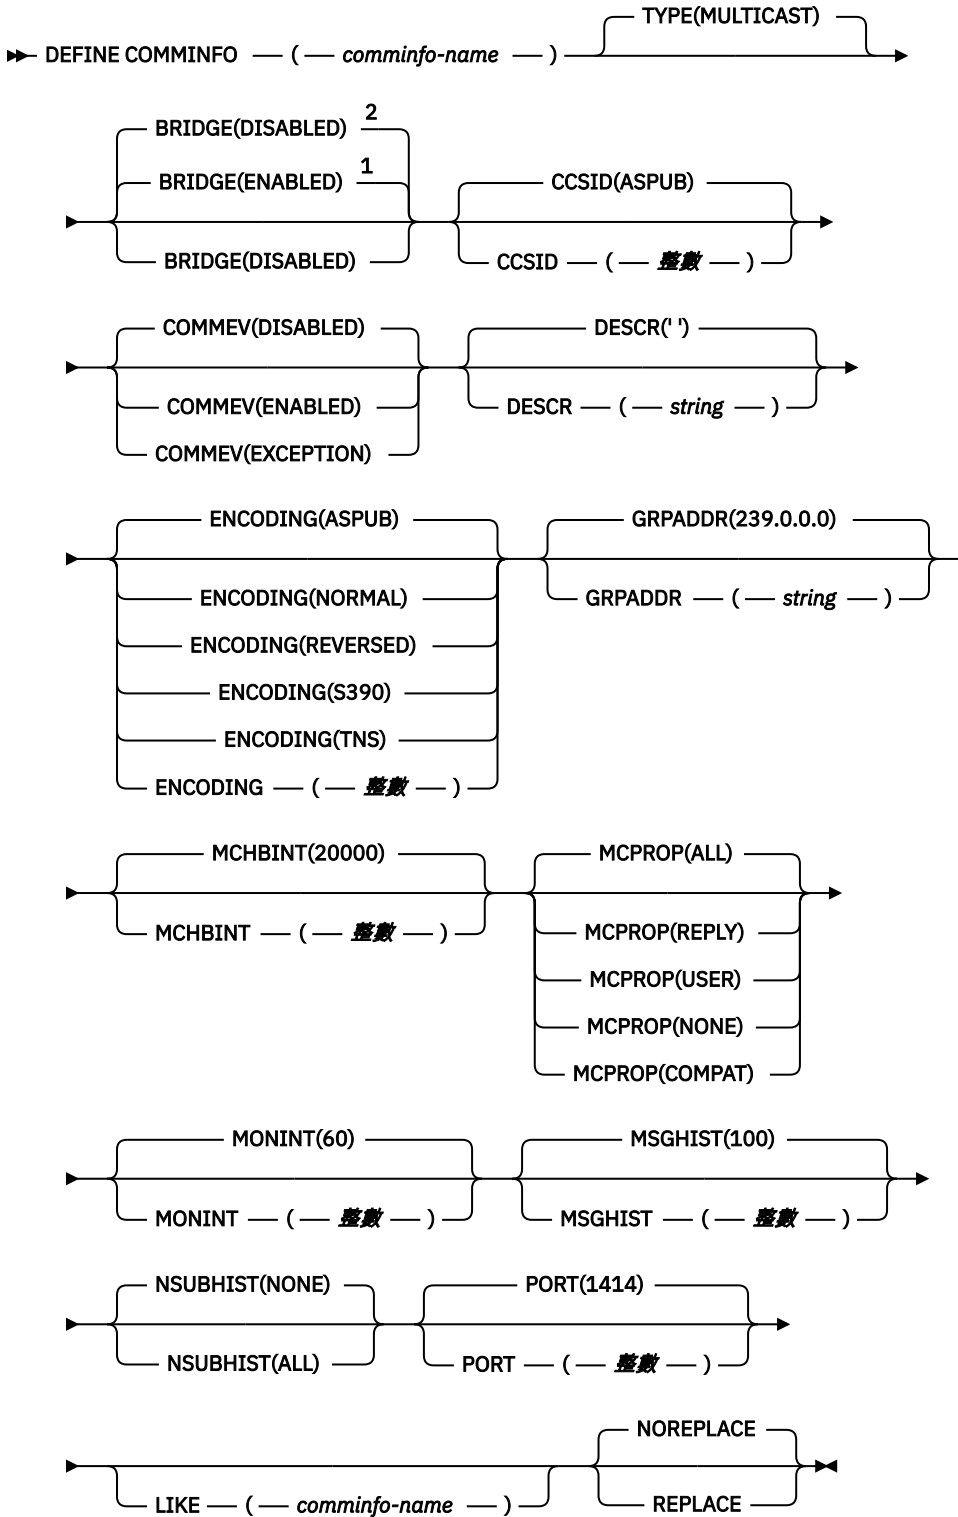 TYPE(MULTICAST)
DEFINE COMMINFO ( comminfo-name )
BRIDGE(DISABLED) 2
BRIDGE(ENABLED) 1
CCSID(ASPUB)
BRIDGE(DISABLED)
CCSID ( 整數 )
COMMEV(DISABLED)
DESCR(' ')
COMMEV(ENABLED)
DESCR ( string )
COMMEV(EXCEPTION)
ENCODING(ASPUB)
GRPADDR(239.0.0.0)
ENCODING(NORMAL)
GRPADDR ( string )
ENCODING(REVERSED)
ENCODING(S390)
ENCODING(TNS)
ENCODING ( 整數 )
MCHBINT(20000)
MCPROP(ALL)
MCHBINT ( 整數 )
MCPROP(REPLY)
MCPROP(USER)
MCPROP(NONE)
MCPROP(COMPAT)
MONINT(60)
MSGHIST(100)
MONINT ( 整數 )
MSGHIST ( 整數 )
NSUBHIST(NONE)
PORT(1414)
NSUBHIST(ALL)
PORT ( 整數 )
NOREPLACE
LIKE ( comminfo-name )
REPLACE